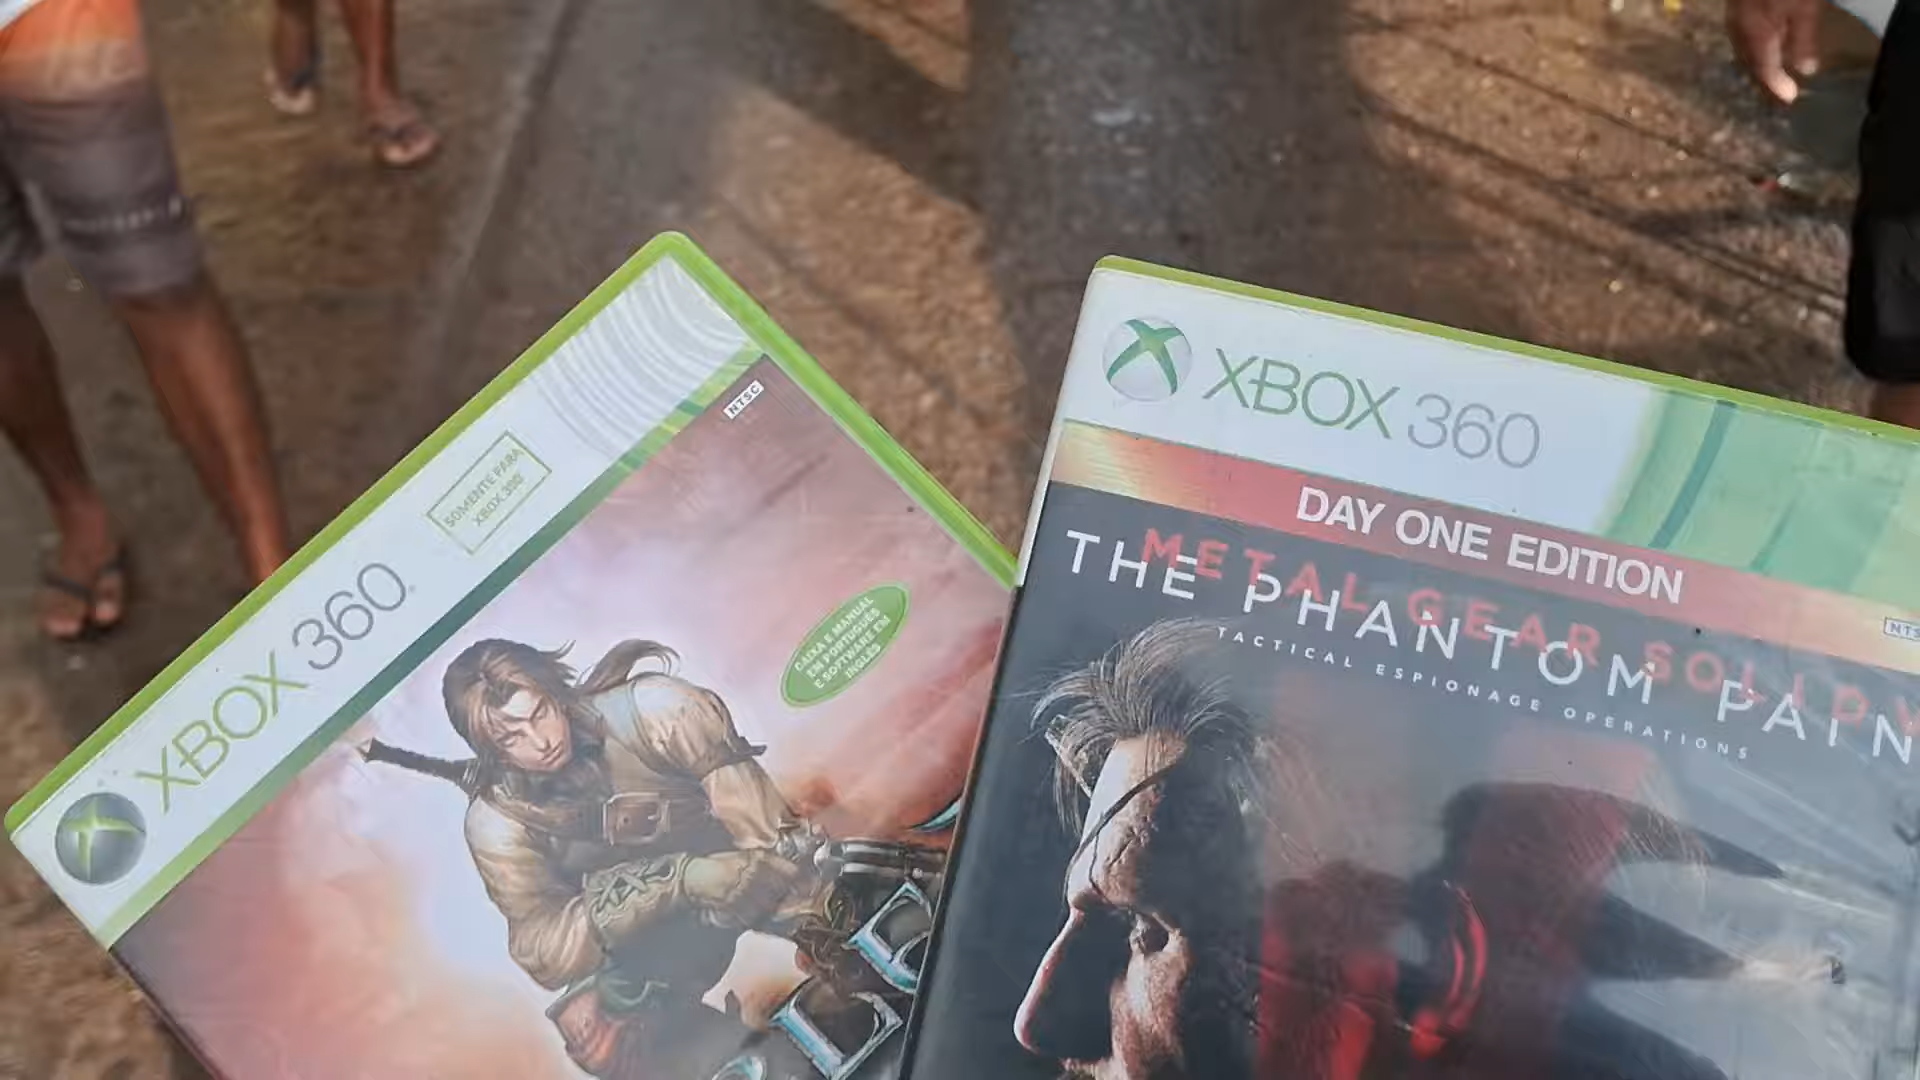 XBOX 360
SOMENTE PARA
XBOX 360
NTSC
CAIXA E MANUAL
EM PORTUGUÊS
E SOFTWARE EM
INGLÊS
XBOX 360
DAY ONE EDITION
NTS
METAL GEAR SOLID V
THE PHANTOM PAIN
TACTICAL ESPIONAGE OPERATIONS